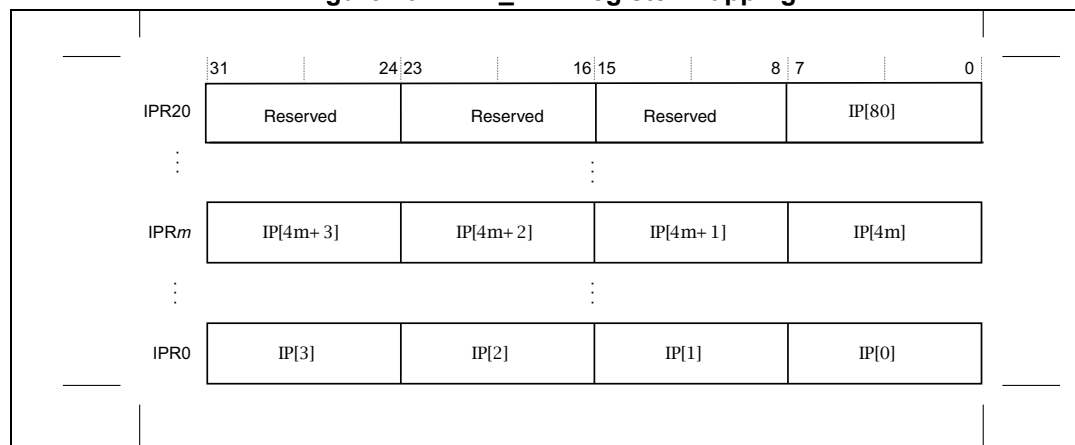 31 24 23 16 15 8 7 0
IPR20 Reserved Reserved Reserved IP[80]
IPRm IP[4m+3] IP[4m+2] IP[4m+1] IP[4m]
IPR0 IP[3] IP[2] IP[1] IP[0]